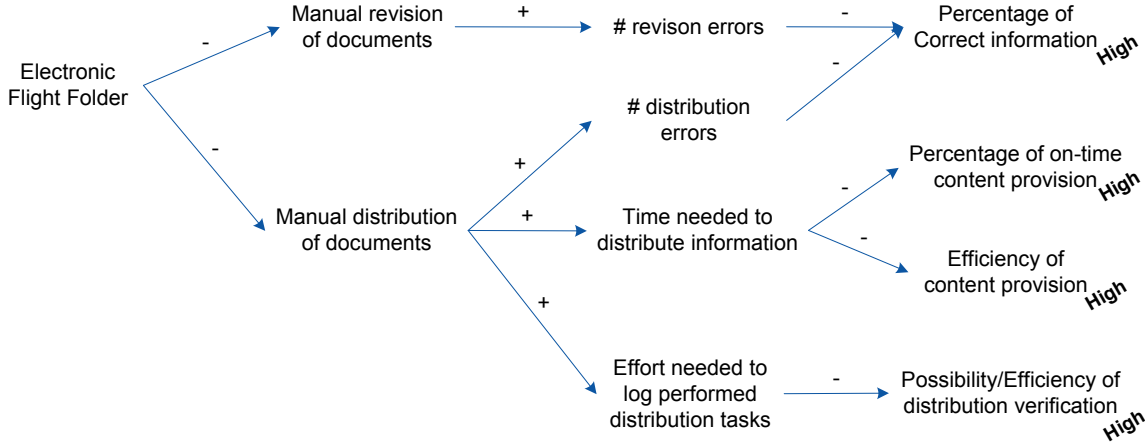 Manual revision
of documents
-
+
# revison errors
-
Percentage of
Correct information
High
Electronic
Flight Folder
-
-
# distribution
errors
+
Percentage of on-time
content provision
High
-
Manual distribution
of documents
+
Time needed to
distribute information
-
Efficiency of
content provision
High
+
Effort needed to
log performed
distribution tasks
-
Possibility/Efficiency of
distribution verification
High